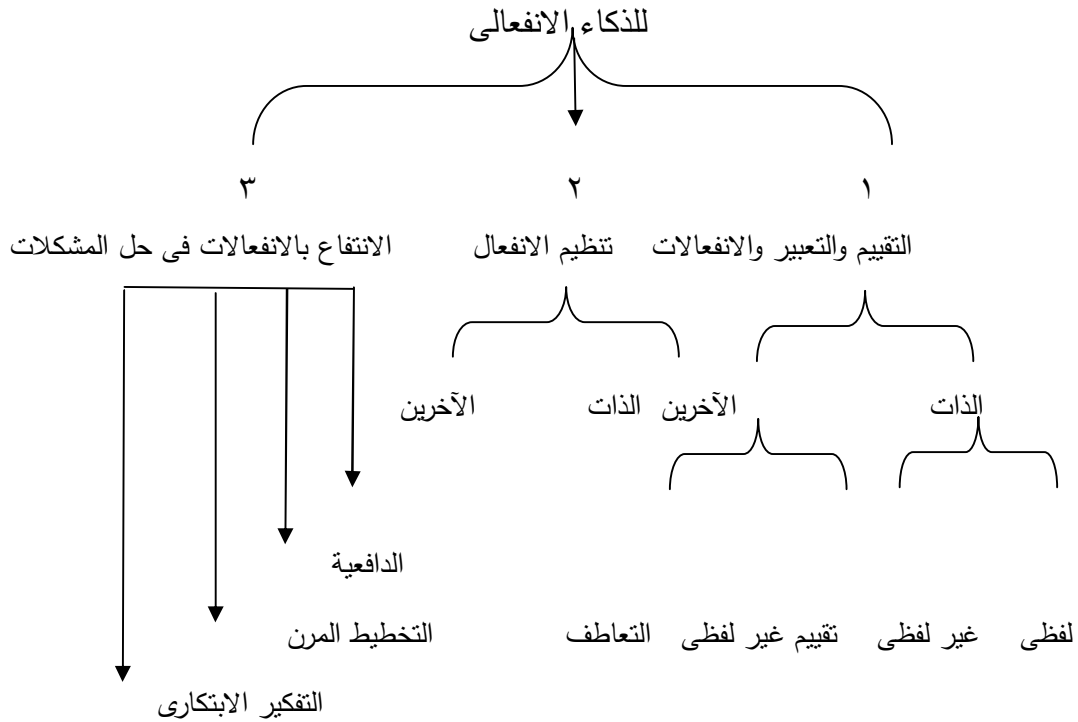 للذكاء الانفعالى
١ ٢ ٣
التقييم والتعبير والانفعالات تنظيم الانفعال الانتفاع بالانفعالات فى حل المشكلات
الذات الآخرين الذات الآخرين
الدافعية
لفظى غير لفظى تقييم غير لفظى التعاطف التخطيط المرن
التفكير الابتكارى